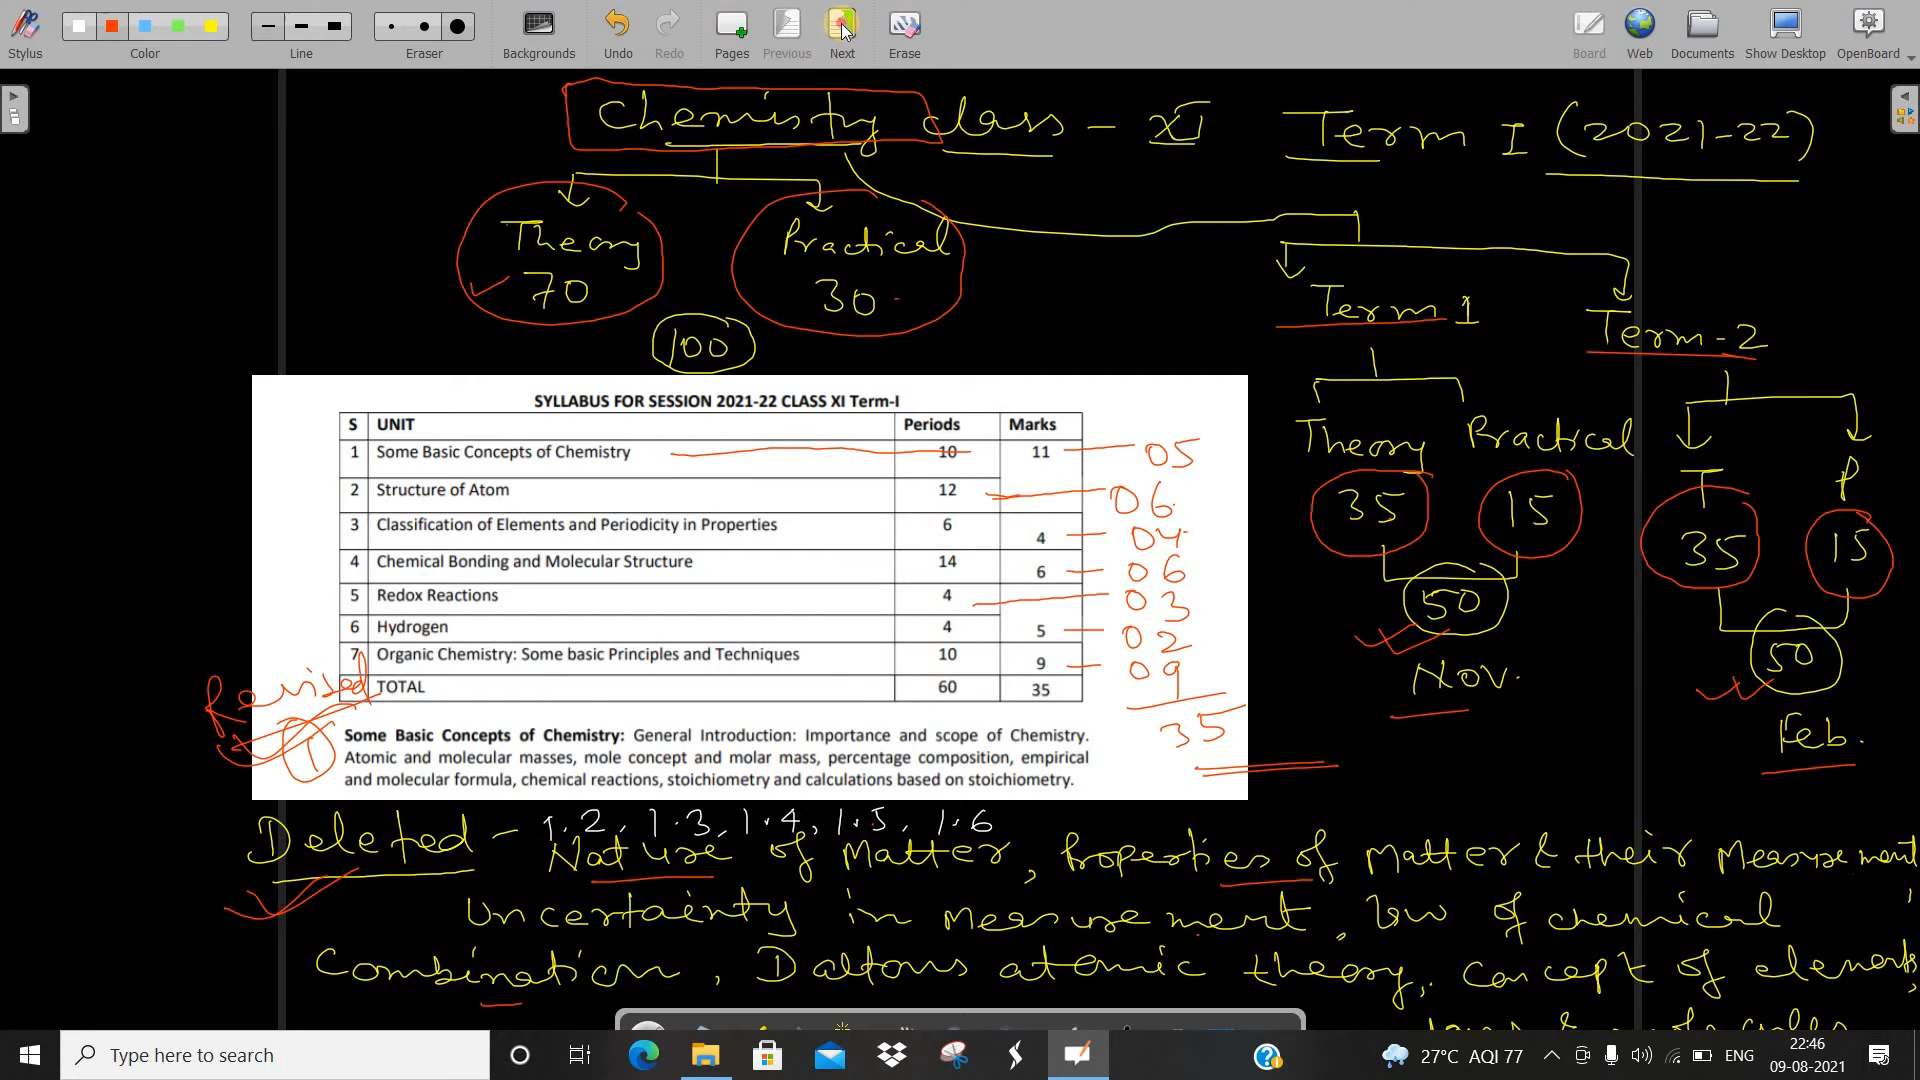 Stylus
Color
Line
Eraser
Backgrounds
Undo
Redo
Pages
Previous
Next
Erase
Board
Web
Documents
Show Desktop
OpenBoard
Chemistry class - XI Term I (2021-22)
Theory
70
Practical
30
100
Term I
Term-2
Theory Practical
35 15
50
Nov.
T P
35 15
50
Feb.
SYLLABUS FOR SESSION 2021-22 CLASS XI Term-I
S UNIT Periods Marks
1 Some Basic Concepts of Chemistry 10 11 05
2 Structure of Atom 12 06
3 Classification of Elements and Periodicity in Properties 6 4 04
4 Chemical Bonding and Molecular Structure 14 6 06
5 Redox Reactions 4 03
6 Hydrogen 4 5 02
7 Organic Chemistry: Some basic Principles and Techniques 10 9 09
TOTAL 60 35 35
Revised
1
Some Basic Concepts of Chemistry: General Introduction: Importance and scope of Chemistry.
Atomic and molecular masses, mole concept and molar mass, percentage composition, empirical
and molecular formula, chemical reactions, stoichiometry and calculations based on stoichiometry.
1.2, 1.3, 1.4, 1.5, 1.6
Deleted - Nature of Matter, Properties of Matter & their Measurement,
Uncertainty in measurement, law of chemical
Combination, Daltons atomic theory, concept of elements,
Type here to search
27°C AQI 77
ENG
22:46
09-08-2021